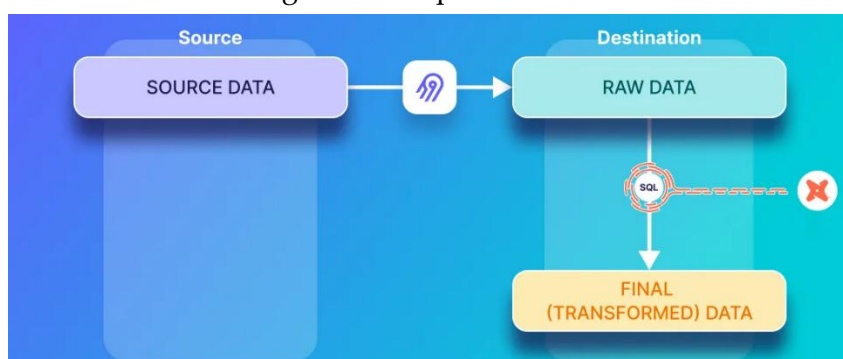 Source
Destination
SOURCE DATA
RAW DATA
SQL
FINAL
(TRANSFORMED) DATA